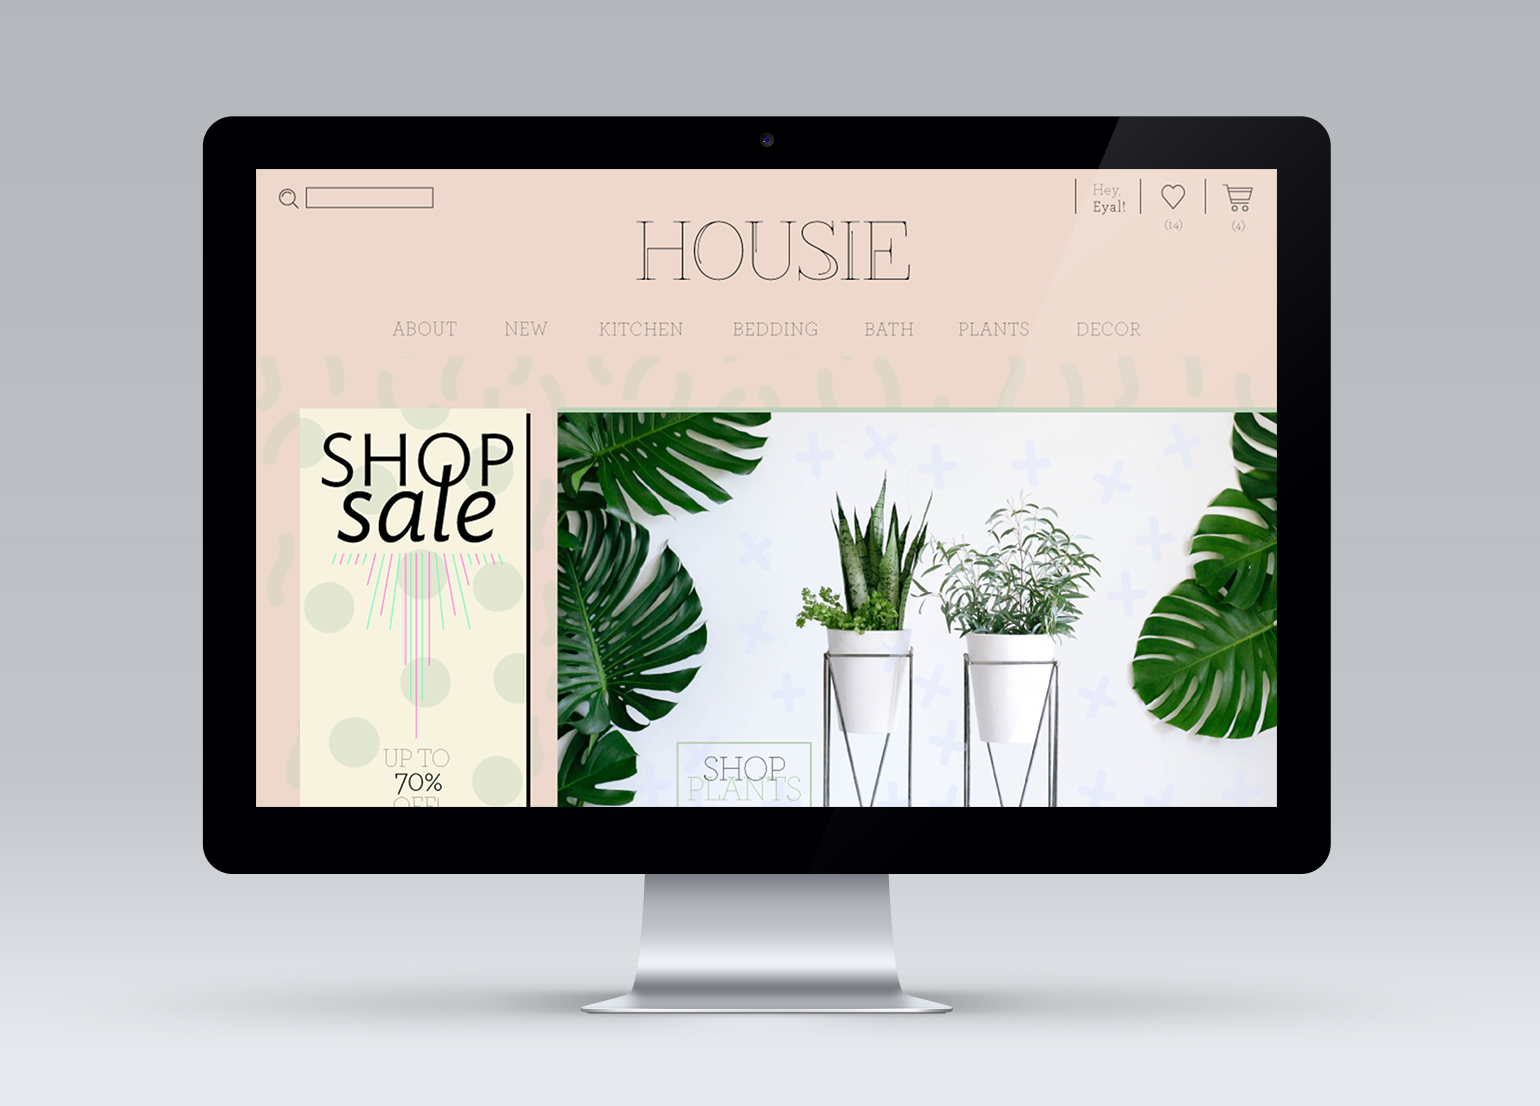 Hey,
Eyal!
(14)
(4)
HOUSIE
ABOUT NEW KITCHEN BEDDING BATH PLANTS DECOR
SHOP
sale
UP TO
70%
OFF!
SHOP
PLANTS